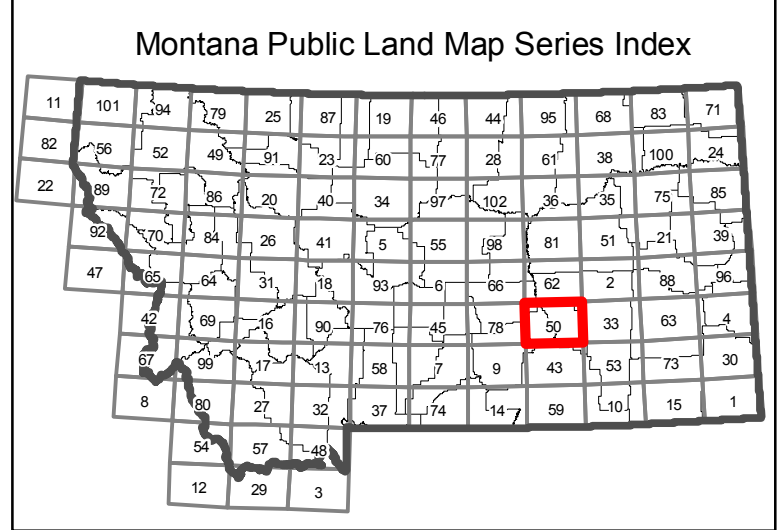 Montana Public Land Map Series Index
11 101 94 79 25 87 19 46 44 95 68 83 71
82 56 52 49 91 23 60 77 28 61 38 100 24
22 89 72 86 20 40 34 97 102 36 35 75 85
92 70 84 26 41 5 55 98 81 51 21 39
47 65 64 31 18 93 6 66 62 2 88 96
42 69 16 90 76 45 78 50 33 63 4
67 99 17 13 58 7 9 43 53 73 30
8 80 27 32 37 74 14 59 10 15 1
54 57 48
12 29 3